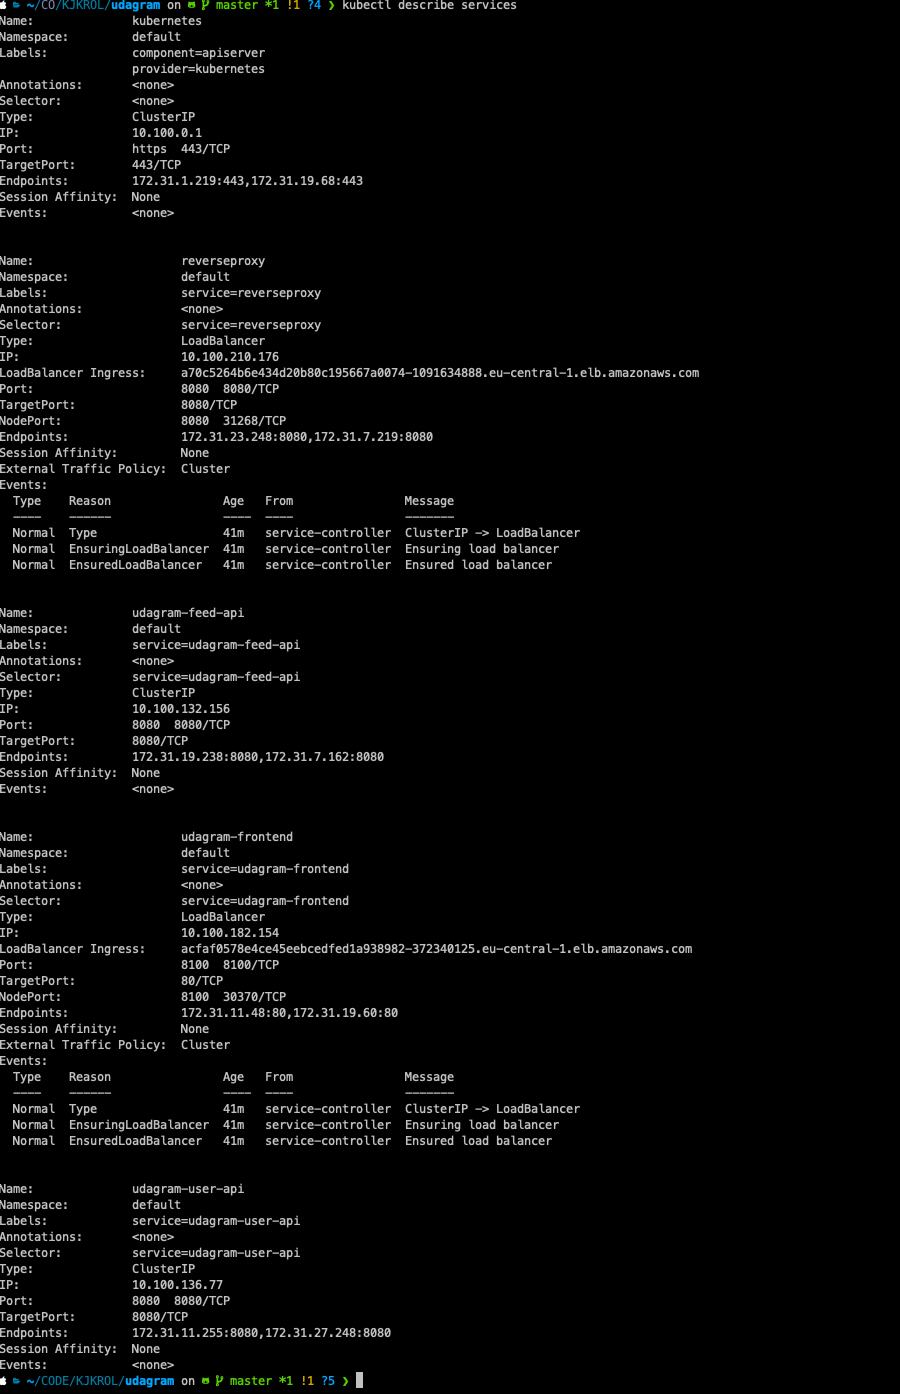 ~/CO/KJKROL/udagram on master *1 !1 ?4 ❯ kubectl describe services
Name: kubernetes
Namespace: default
Labels: component=apiserver
provider=kubernetes
Annotations: <none>
Selector: <none>
Type: ClusterIP
IP: 10.100.0.1
Port: https 443/TCP
TargetPort: 443/TCP
Endpoints: 172.31.1.219:443,172.31.19.68:443
Session Affinity: None
Events: <none>
Name: reverseproxy
Namespace: default
Labels: service=reverseproxy
Annotations: <none>
Selector: service=reverseproxy
Type: LoadBalancer
IP: 10.100.210.176
LoadBalancer Ingress: a70c5264b6e434d20b80c195667a0074-1091634888.eu-central-1.elb.amazonaws.com
Port: 8080 8080/TCP
TargetPort: 8080/TCP
NodePort: 8080 31268/TCP
Endpoints: 172.31.23.248:8080,172.31.7.219:8080
Session Affinity: None
External Traffic Policy: Cluster
Events:
Type Reason Age From Message
---- ------ ---- ---- -------
Normal Type 41m service-controller ClusterIP -> LoadBalancer
Normal EnsuringLoadBalancer 41m service-controller Ensuring load balancer
Normal EnsuredLoadBalancer 41m service-controller Ensured load balancer
Name: udagram-feed-api
Namespace: default
Labels: service=udagram-feed-api
Annotations: <none>
Selector: service=udagram-feed-api
Type: ClusterIP
IP: 10.100.132.156
Port: 8080 8080/TCP
TargetPort: 8080/TCP
Endpoints: 172.31.19.238:8080,172.31.7.162:8080
Session Affinity: None
Events: <none>
Name: udagram-frontend
Namespace: default
Labels: service=udagram-frontend
Annotations: <none>
Selector: service=udagram-frontend
Type: LoadBalancer
IP: 10.100.182.154
LoadBalancer Ingress: acfaf0578e4ce45eebcedfed1a938982-372340125.eu-central-1.elb.amazonaws.com
Port: 8100 8100/TCP
TargetPort: 80/TCP
NodePort: 8100 30370/TCP
Endpoints: 172.31.11.48:80,172.31.19.60:80
Session Affinity: None
External Traffic Policy: Cluster
Events:
Type Reason Age From Message
---- ------ ---- ---- -------
Normal Type 41m service-controller ClusterIP -> LoadBalancer
Normal EnsuringLoadBalancer 41m service-controller Ensuring load balancer
Normal EnsuredLoadBalancer 41m service-controller Ensured load balancer
Name: udagram-user-api
Namespace: default
Labels: service=udagram-user-api
Annotations: <none>
Selector: service=udagram-user-api
Type: ClusterIP
IP: 10.100.136.77
Port: 8080 8080/TCP
TargetPort: 8080/TCP
Endpoints: 172.31.11.255:8080,172.31.27.248:8080
Session Affinity: None
Events: <none>
~/CODE/KJKROL/udagram on master *1 !1 ?5 ❯